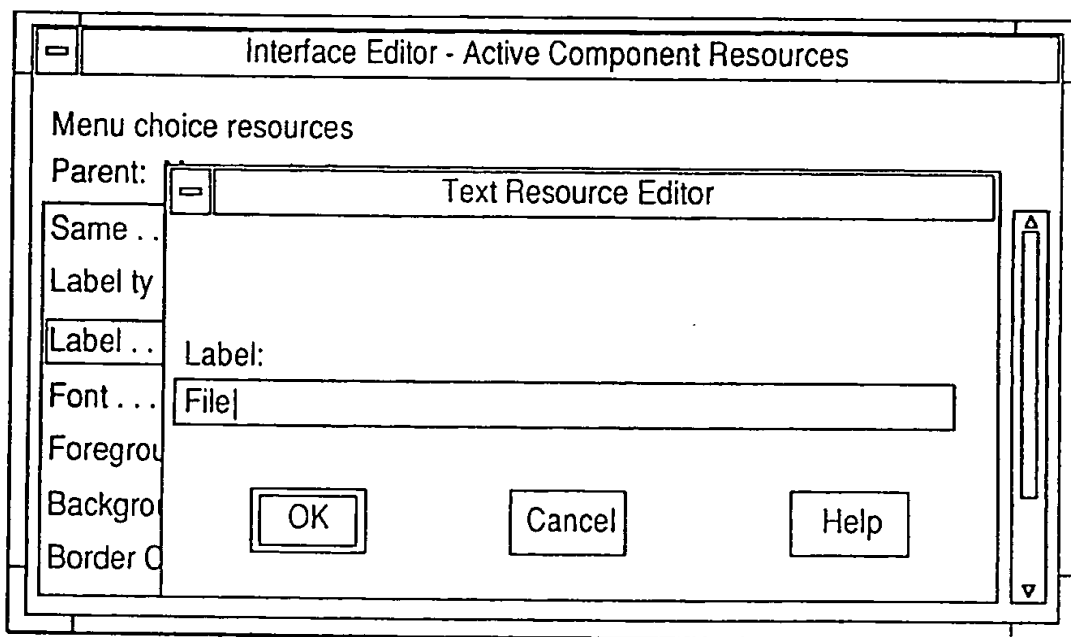 Interface Editor - Active Component Resources
Menu choice resources
Parent:
Text Resource Editor
Same . .
Label ty
Label . .
Label:
Font . . .
File
Foregrou
Backgrou
OK
Cancel
Help
Border C